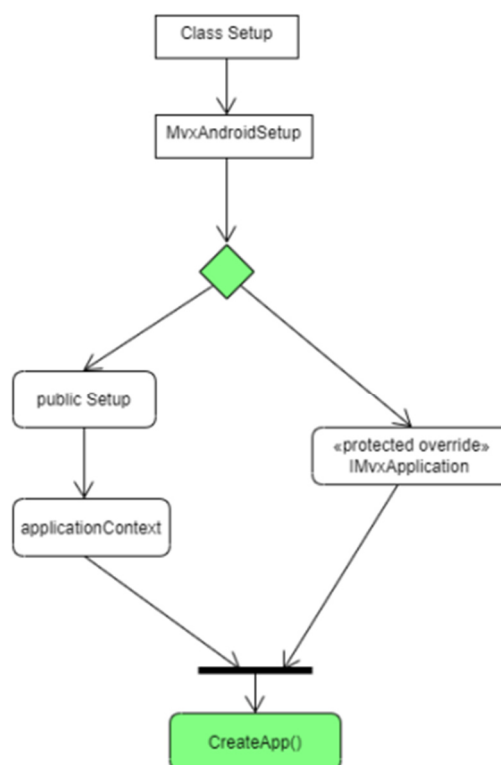 Class Setup
MvxAndroidSetup
public Setup
«protected override»
IMvxApplication
applicationContext
CreateApp()